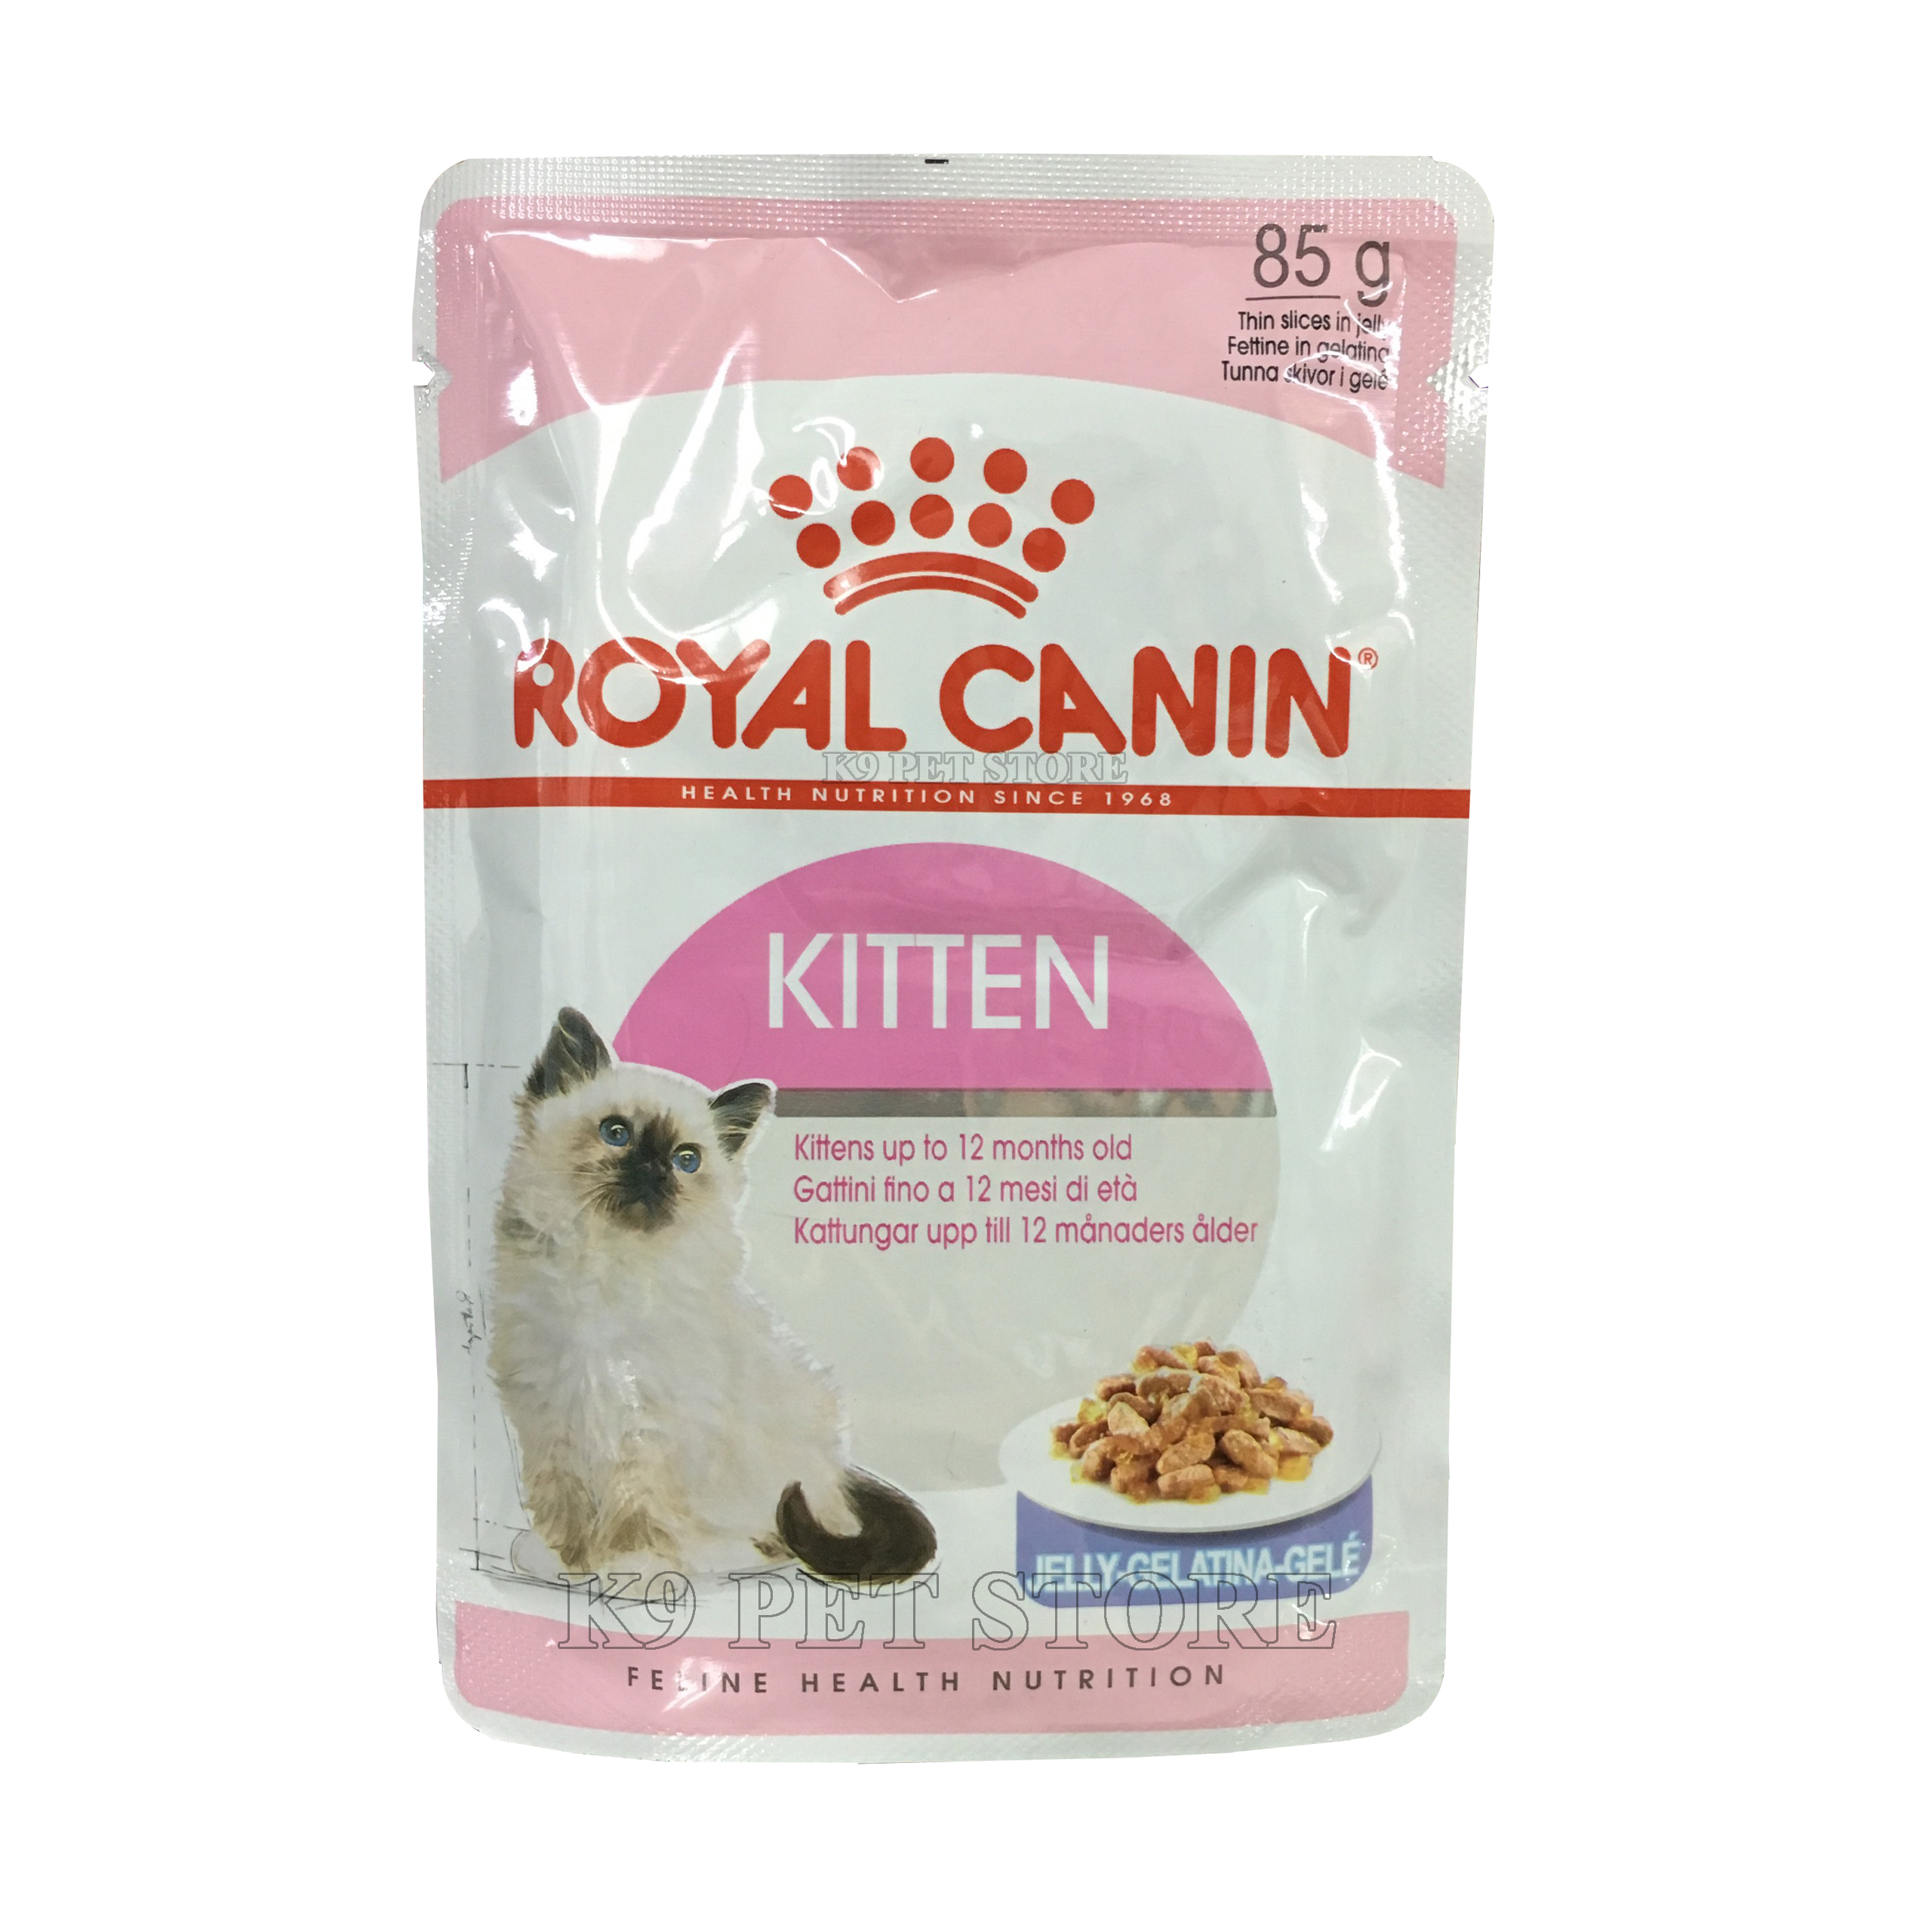 85 g
Thin slices in jelly
Fettine in gelatina
Tunna skivor i gelé
ROYAL CANIN®
K9 PET STORE
HEALTH NUTRITION SINCE 1968
KITTEN
Kittens up to 12 months old
Gattini fino a 12 mesi di età
Kattungar upp till 12 månaders ålder
JELLY-GELATINA-GELÉ
K9 PET STORE
FELINE HEALTH NUTRITION